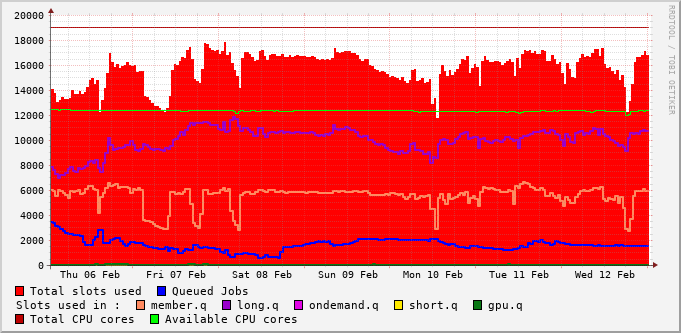 20000
18000
16000
14000
12000
10000
8000
6000
4000
2000
0
Thu 06 Feb Fri 07 Feb Sat 08 Feb Sun 09 Feb Mon 10 Feb Tue 11 Feb Wed 12 Feb
Total slots used Queued Jobs
Slots used in : member.q long.q ondemand.q short.q gpu.q
Total CPU cores Available CPU cores
RRDTOOL / TOBI OETIKER